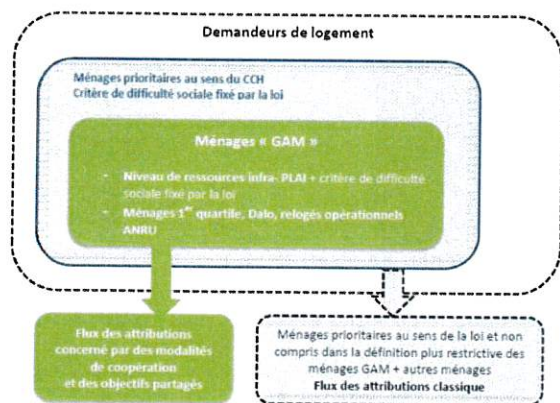 Demandeurs de logement
Ménages prioritaires au sens du CCH
Critère de difficulté sociale fixé par la loi
Ménages « GAM »
- Niveau de ressources infra- PLAI + critère de difficulté
sociale fixé par la loi
- Ménages 1er quartile, Dalo, relogés opérationnels
ANRU
Flux des attributions
concerné par des modalités
de coopération
et des objectifs partagés
Ménages prioritaires au sens de la loi et non
compris dans la définition plus restrictive des
ménages GAM + autres ménages
Flux des attributions classique